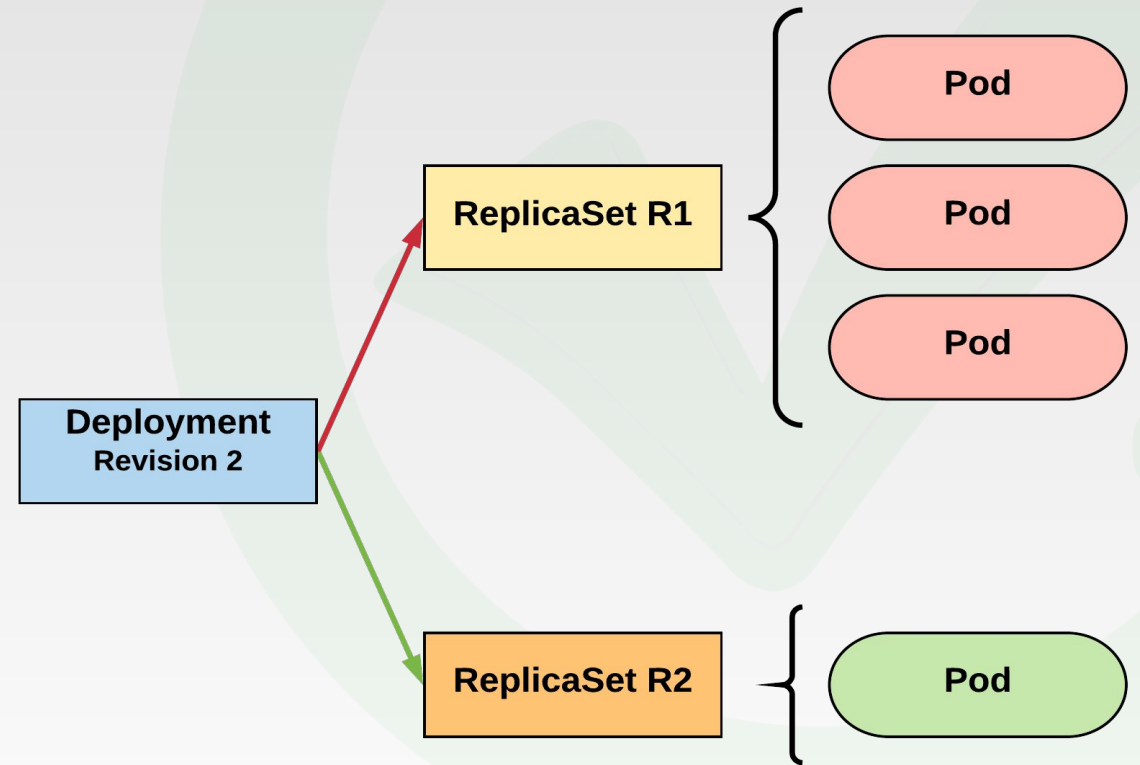 Deployment
Revision 2
ReplicaSet R1
Pod
Pod
Pod
ReplicaSet R2
Pod